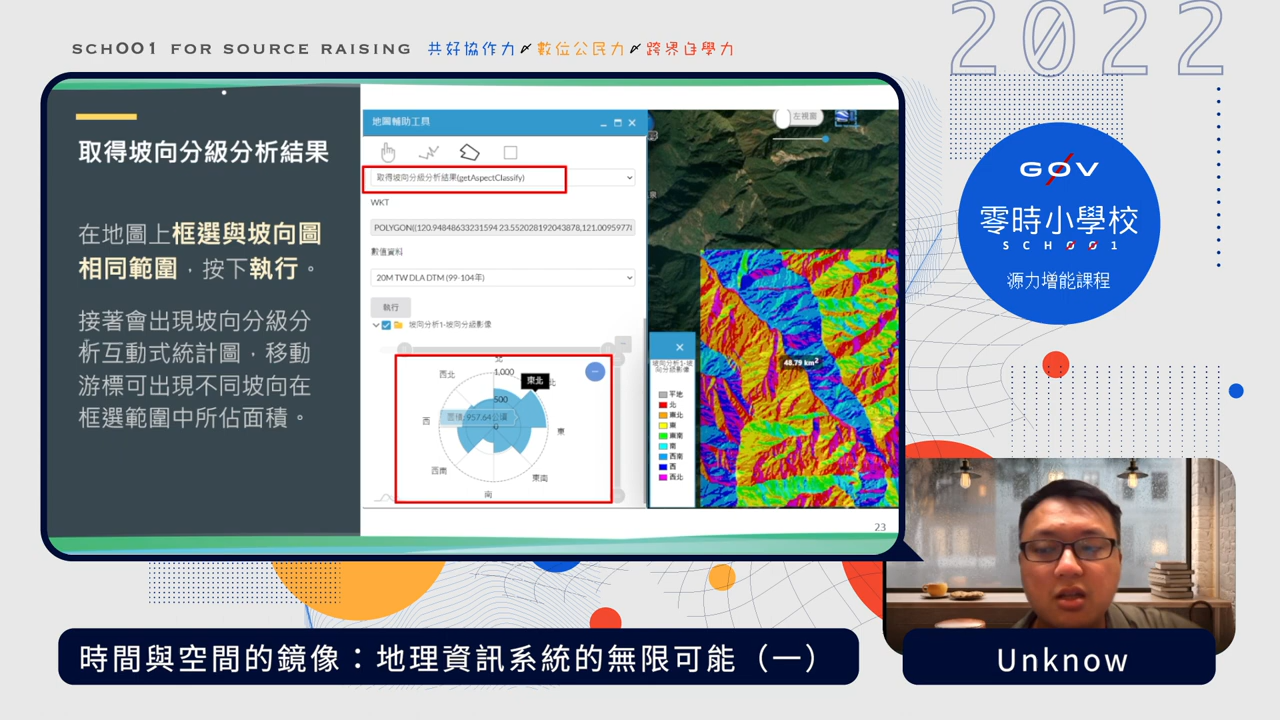 SCHOO1 FOR SOURCE RAISING 共好協作力 數位公民力 跨界自學力
2022
取得坡向分級分析結果
在地圖上框選與坡向圖
相同範圍，按下執行。
接著會出現坡向分級分
析互動式統計圖，移動
游標可出現不同坡向在
框選範圍中所佔面積。
地圖輔助工具
取得坡向分級分析結果(getAspectClassify)
WKT
POLYGON((120.94848633231594 23.552028192043878,121.0095977
數值資料
20M TW DLA DTM (99-104年)
執行
坡向分析1-坡向分級影像
北
1,000
西北
東北
500
面積: 957.64公頃
0
西
東
西南
東南
南
左視圖
48.79 km²
坡向分析1-坡
向分級影像
平地
北
東北
東
東南
南
西南
西
西北
23
G0V
零時小學校
SCH001
源力增能課程
時間與空間的鏡像：地理資訊系統的無限可能（一）
Unknow